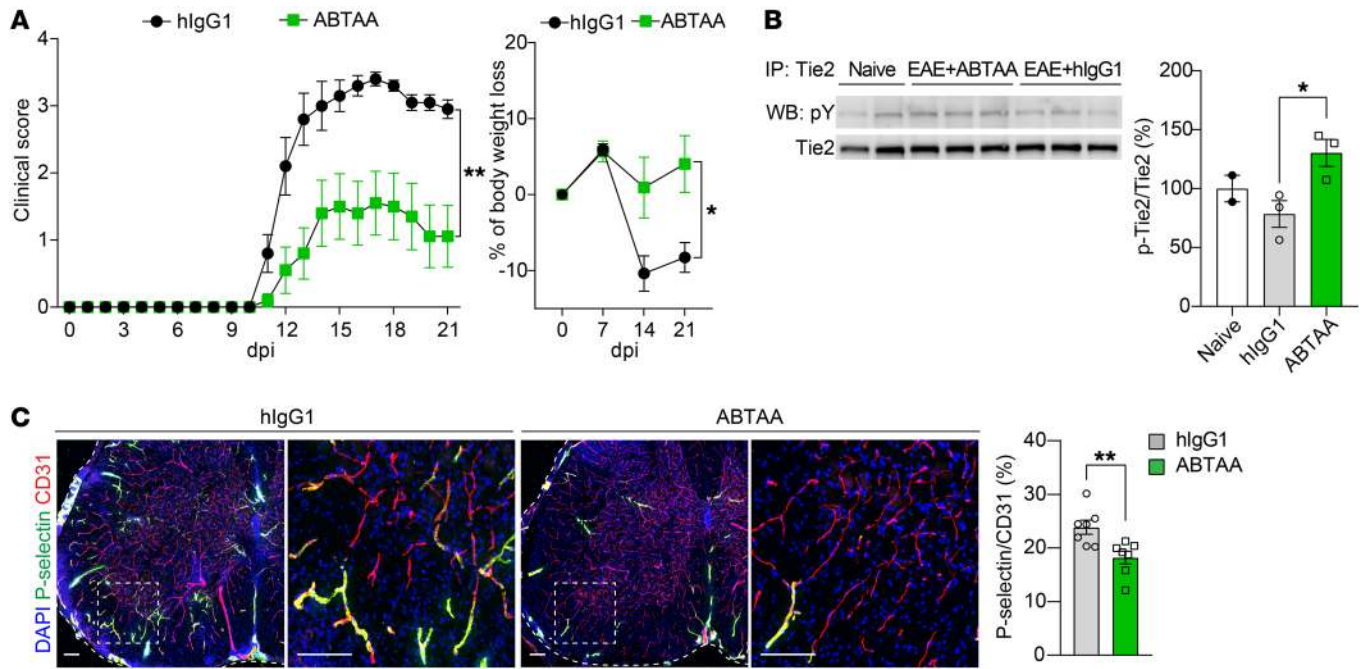 A
hIgG1
ABTAA
Clinical score
4
3
2
1
0
0 3 6 9 12 15 18 21
dpi
**
hIgG1 ABTAA
% of body weight loss
20
10
0
-10
0 7 14 21
dpi
*
B
IP: Tie2 Naive EAE+ABTAA EAE+hIgG1
WB: pY
Tie2
p-Tie2/Tie2 (%)
200
150
100
50
0
*
Naive
hIgG1
ABTAA
C
hIgG1
ABTAA
DAPI P-selectin CD31
P-selectin/CD31 (%)
40
30
20
10
0
**
hIgG1
ABTAA